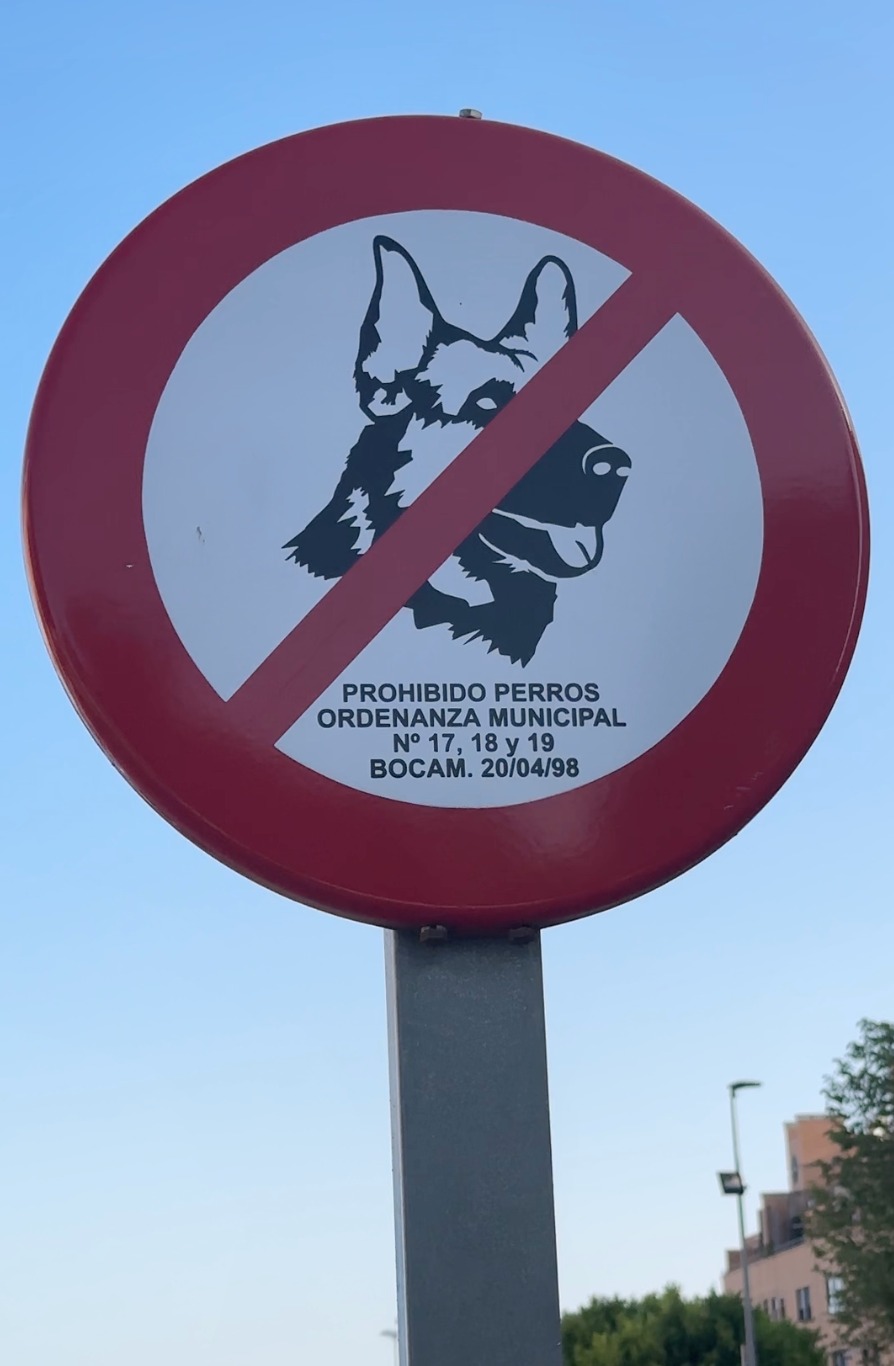 PROHIBIDO PERROS
ORDENANZA MUNICIPAL
Nº 17, 18 y 19
BOCAM. 20/04/98